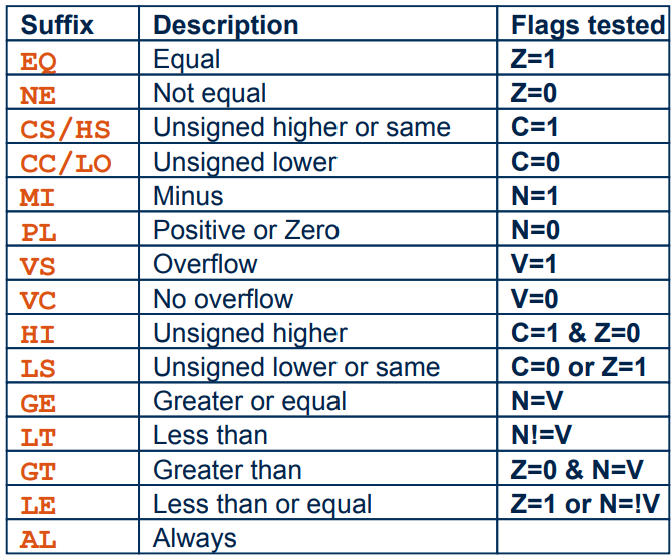 Suffix Description Flags tested
EQ Equal Z=1
NE Not equal Z=0
CS/HS Unsigned higher or same C=1
CC/LO Unsigned lower C=0
MI Minus N=1
PL Positive or Zero N=0
VS Overflow V=1
VC No overflow V=0
HI Unsigned higher C=1 & Z=0
LS Unsigned lower or same C=0 or Z=1
GE Greater or equal N=V
LT Less than N!=V
GT Greater than Z=0 & N=V
LE Less than or equal Z=1 or N=!V
AL Always